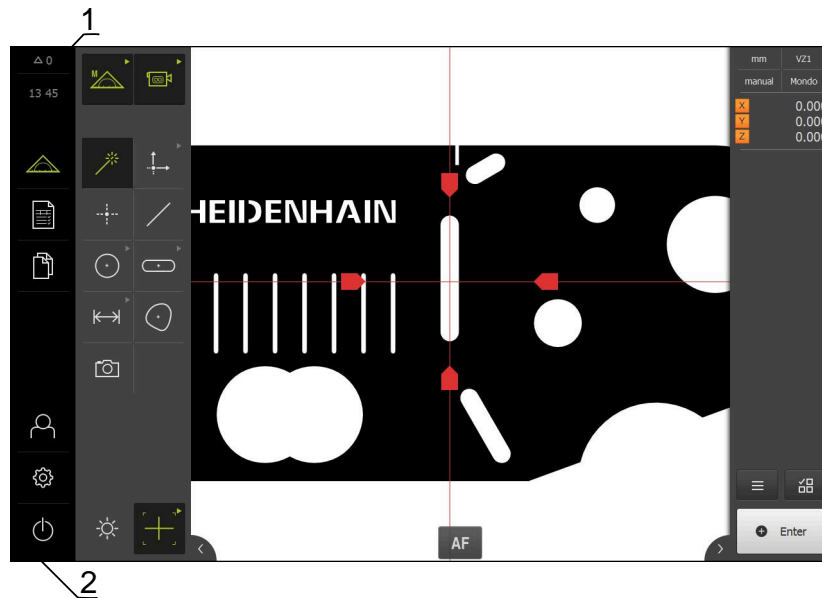 1
△ 0
mm VZ1
13 45
M
manual Mondo
X 0.00
Y 0.00
Z 0.00
HEIDENHAIN
AF
Enter
2